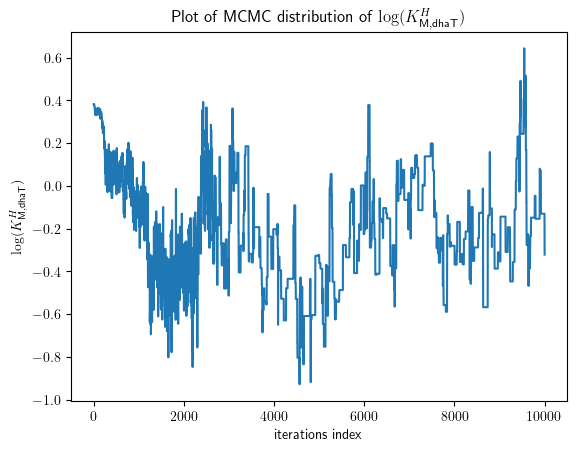 Plot of MCMC distribution of log(K^H_M,dhaT)
0.6
0.4
0.2
0.0
−0.2
−0.4
−0.6
−0.8
−1.0
log(K^H_M,dhaT)
0 2000 4000 6000 8000 10000
iterations index